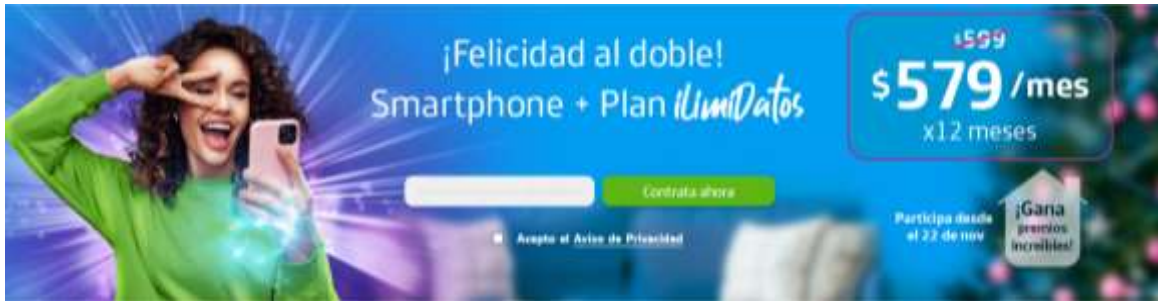 ¡Felicidad al doble!
Smartphone + Plan iLimiDatos
$599
$579/mes
x12 meses
Contrata ahora
Acepto el Aviso de Privacidad
Participa desde
el 22 de nov
¡Gana
premios
increíbles!